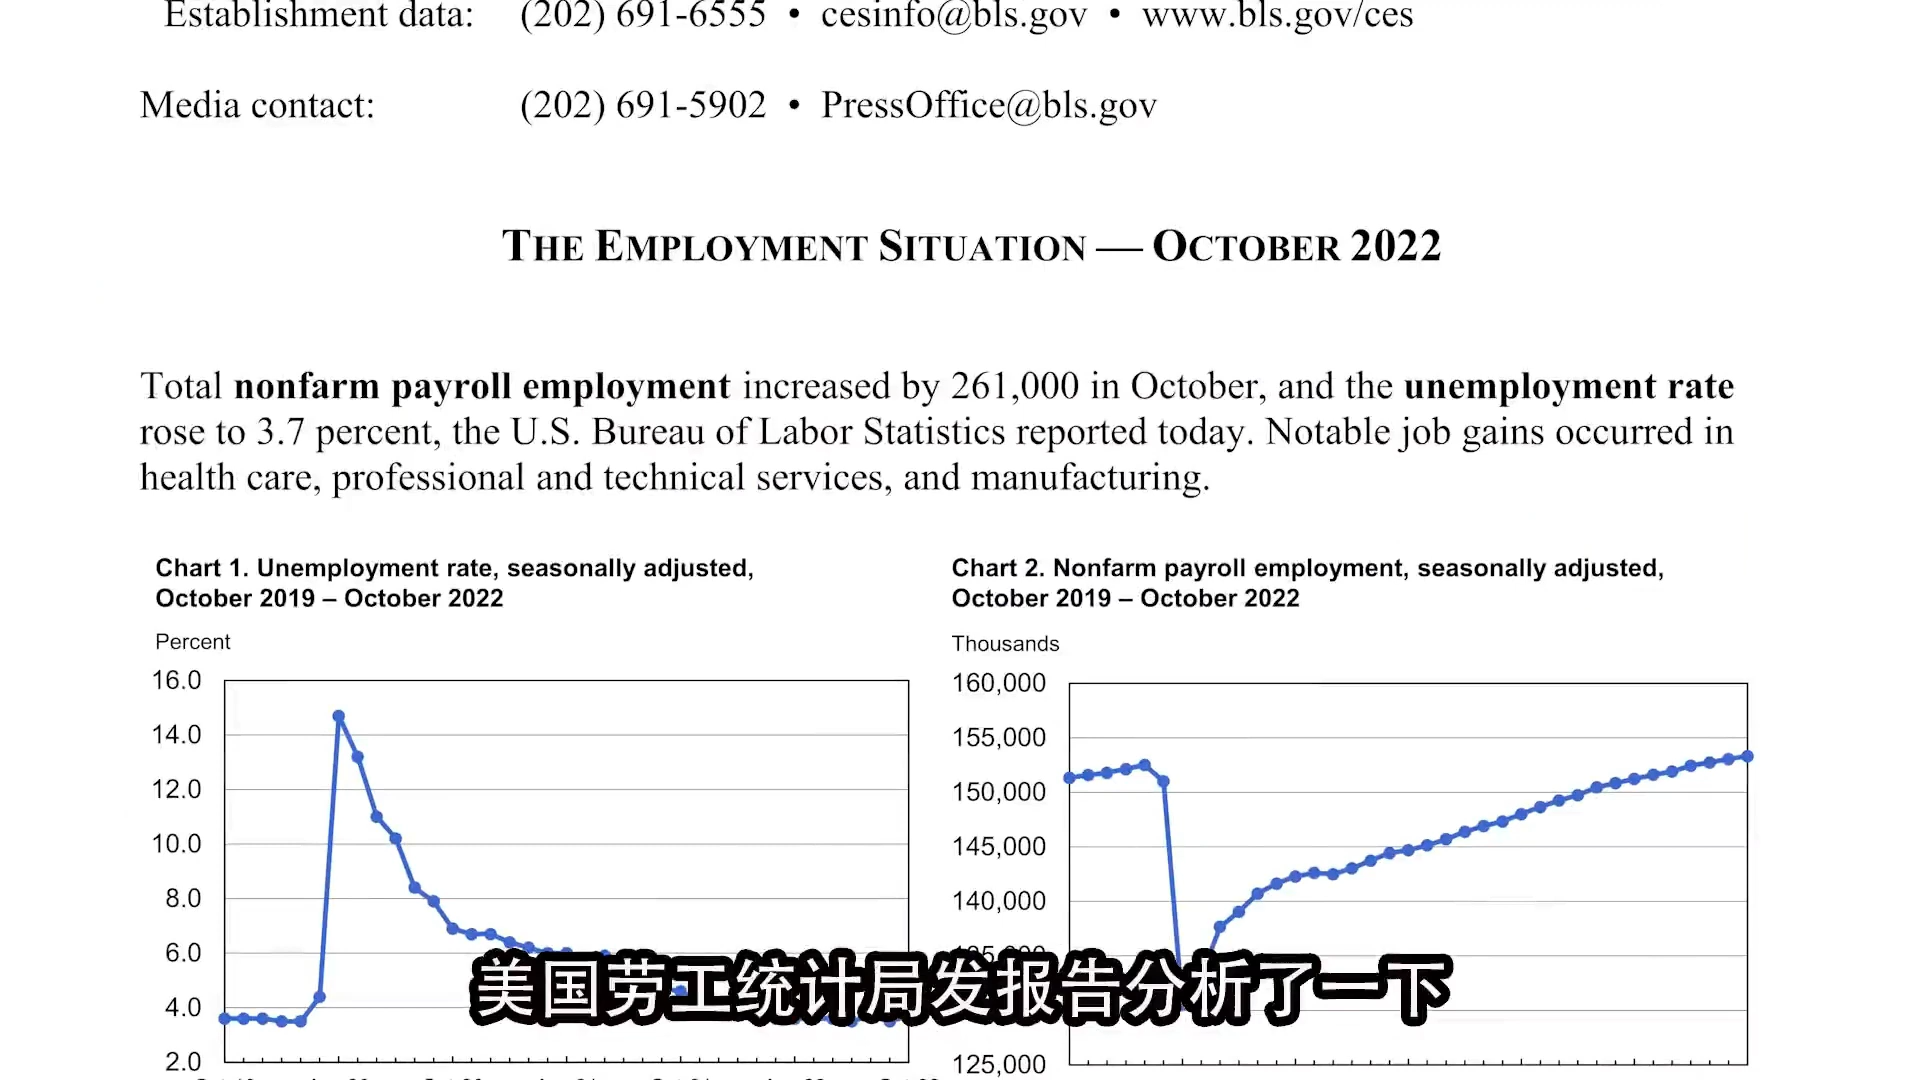 Establishment data: (202) 691-6555 • cesinfo@bls.gov • www.bls.gov/ces
Media contact: (202) 691-5902 • PressOffice@bls.gov
THE EMPLOYMENT SITUATION — OCTOBER 2022
Total nonfarm payroll employment increased by 261,000 in October, and the unemployment rate
rose to 3.7 percent, the U.S. Bureau of Labor Statistics reported today. Notable job gains occurred in
health care, professional and technical services, and manufacturing.
Chart 1. Unemployment rate, seasonally adjusted,
October 2019 – October 2022
Percent
16.0
14.0
12.0
10.0
8.0
6.0
4.0
2.0
Chart 2. Nonfarm payroll employment, seasonally adjusted,
October 2019 – October 2022
Thousands
160,000
155,000
150,000
145,000
140,000
125,000
美国劳工统计局发报告分析了一下